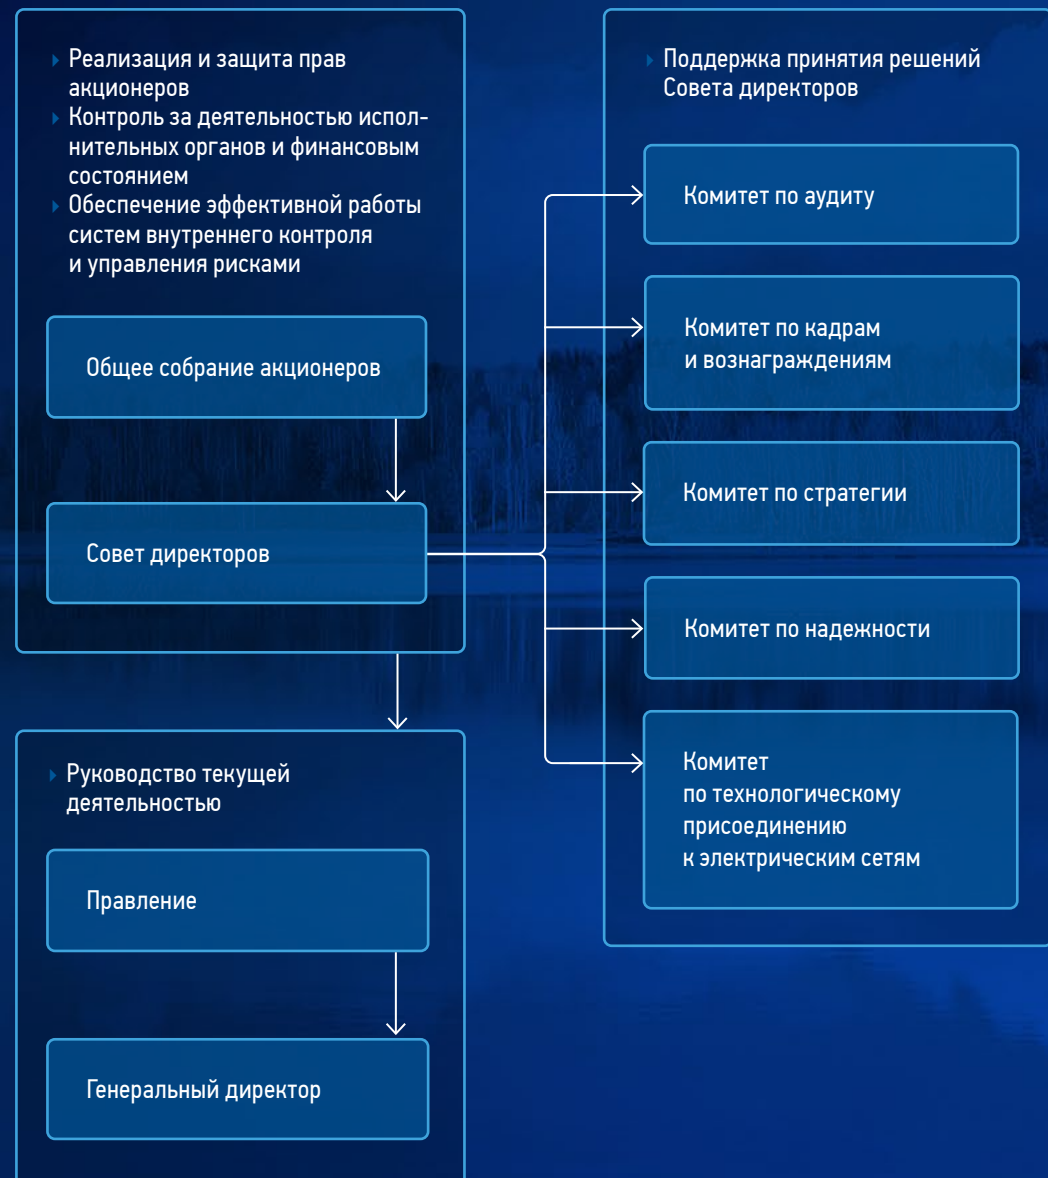 Реализация и защита прав
акционеров
Контроль за деятельностью испол-
нительных органов и финансовым
состоянием
Обеспечение эффективной работы
систем внутреннего контроля
и управления рисками
Общее собрание акционеров
Совет директоров
Руководство текущей
деятельностью
Правление
Генеральный директор
Поддержка принятия решений
Совета директоров
Комитет по аудиту
Комитет по кадрам
и вознаграждениям
Комитет по стратегии
Комитет по надежности
Комитет
по технологическому
присоединению
к электрическим сетям